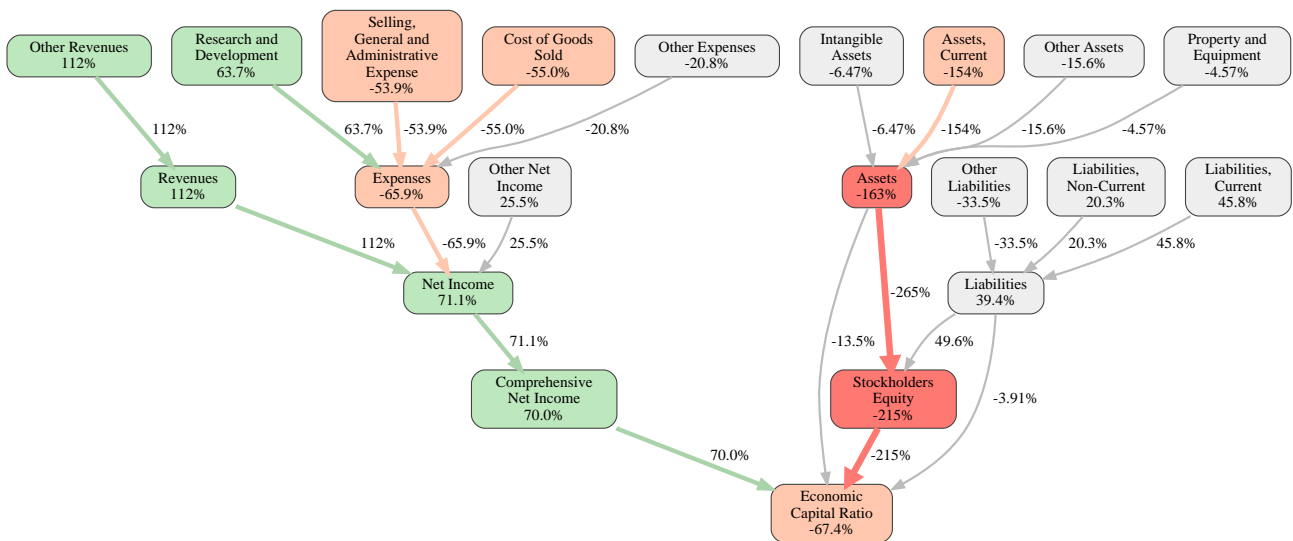 Other Revenues
112%
Research and
Development
63.7%
Selling,
General and
Administrative
Expense
-53.9%
Cost of Goods
Sold
-55.0%
Other Expenses
-20.8%
Intangible
Assets
-6.47%
Assets,
Current
-154%
Other Assets
-15.6%
Property and
Equipment
-4.57%
112%
63.7%
-53.9%
-55.0%
-20.8%
-6.47%
-154%
-15.6%
-4.57%
Revenues
112%
Expenses
-65.9%
Other Net
Income
25.5%
Assets
-163%
Other
Liabilities
-33.5%
Liabilities,
Non-Current
20.3%
Liabilities,
Current
45.8%
112%
-65.9%
25.5%
-33.5%
20.3%
45.8%
Net Income
71.1%
-265%
Liabilities
39.4%
71.1%
-13.5%
49.6%
Comprehensive
Net Income
70.0%
Stockholders
Equity
-215%
-3.91%
70.0%
-215%
Economic
Capital Ratio
-67.4%